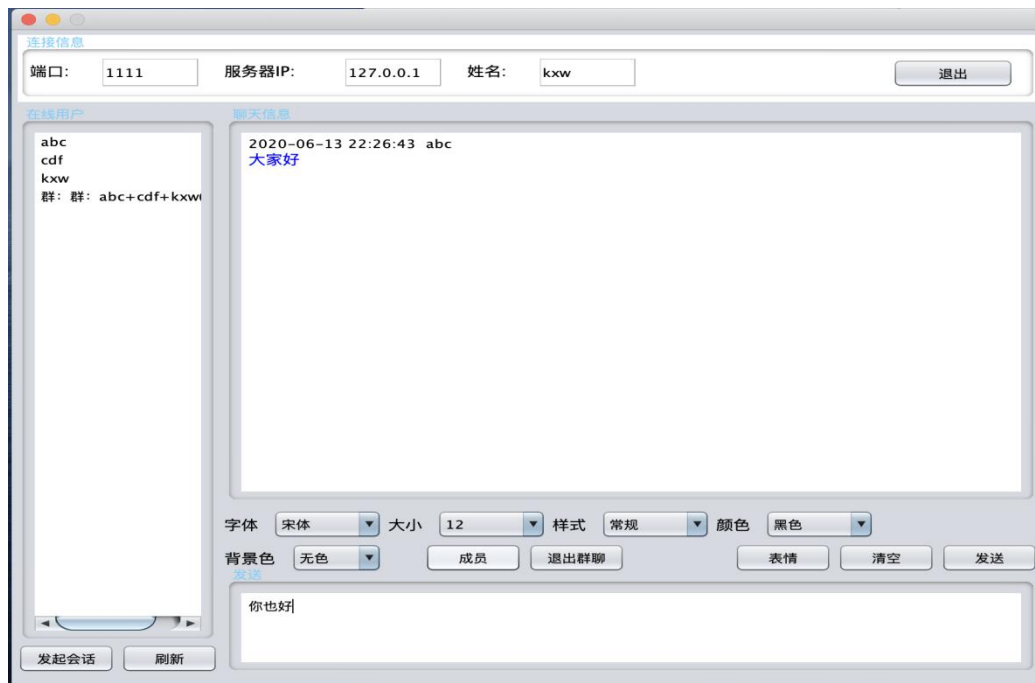 连接信息
端口: 1111 服务器IP: 127.0.0.1 姓名: kxw 退出
在线用户
abc
cdf
kxw
群: 群: abc+cdf+kxw
聊天信息
2020-06-13 22:26:43 abc
大家好
字体 宋体 大小 12 样式 常规 颜色 黑色
背景色 无色 成员 退出群聊 表情 清空 发送
发送
你也好
发起会话 刷新